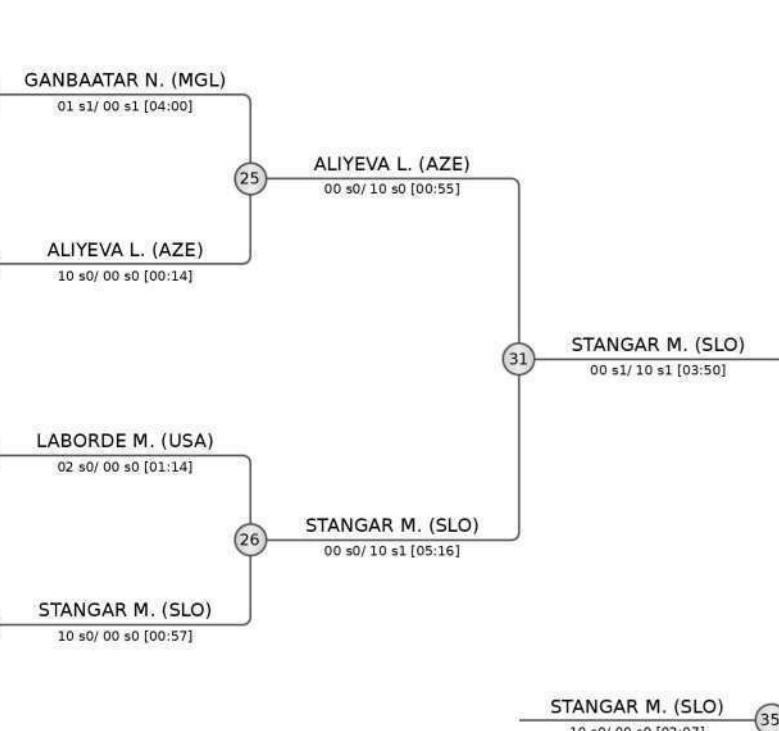 GANBAATAR N. (MGL)
01 s1/ 00 s1 [04:00]
25
ALIYEVA L. (AZE)
00 s0/ 10 s0 [00:55]
ALIYEVA L. (AZE)
10 s0/ 00 s0 [00:14]
31
STANGAR M. (SLO)
00 s1/ 10 s1 [03:50]
LABORDE M. (USA)
02 s0/ 00 s0 [01:14]
26
STANGAR M. (SLO)
00 s0/ 10 s1 [05:16]
STANGAR M. (SLO)
10 s0/ 00 s0 [00:57]
STANGAR M. (SLO)
35